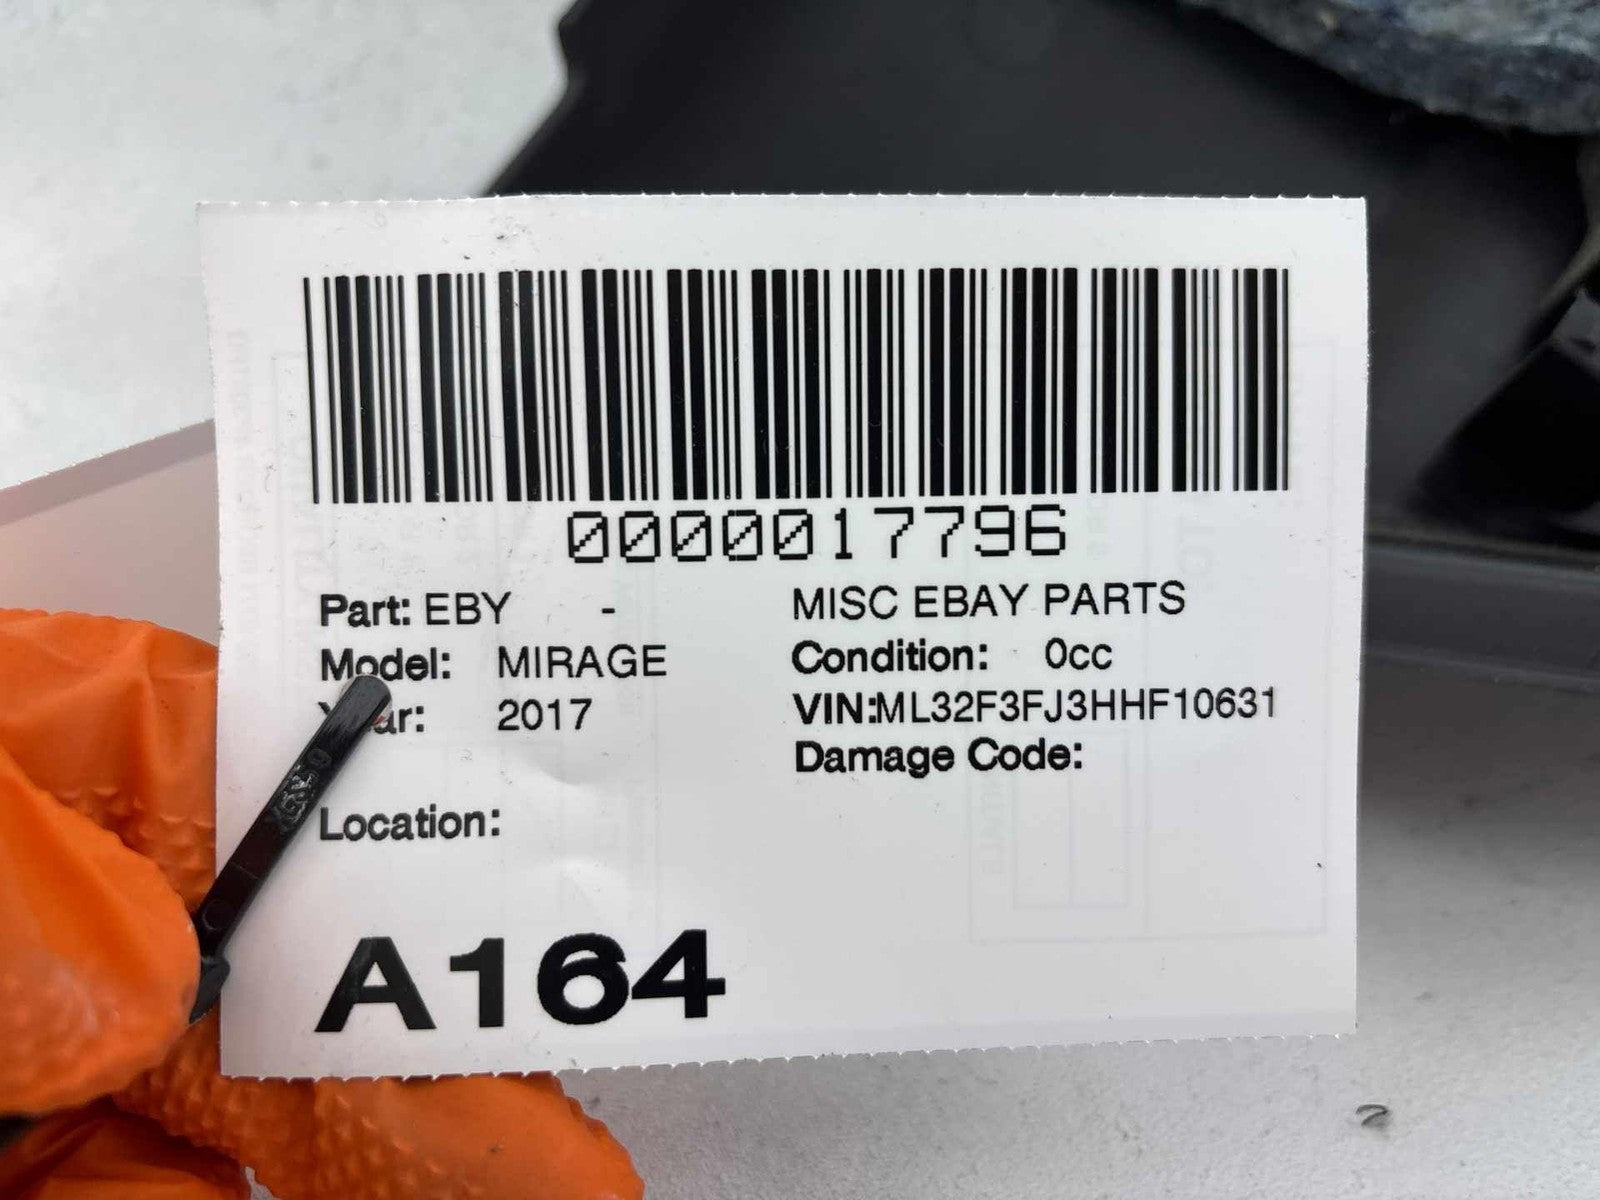 0000017796
Part: EBY - MISC EBAY PARTS
Model: MIRAGE Condition: 0cc
2017 VIN:ML32F3FJ3HHF10631
Damage Code:
Location:
A164